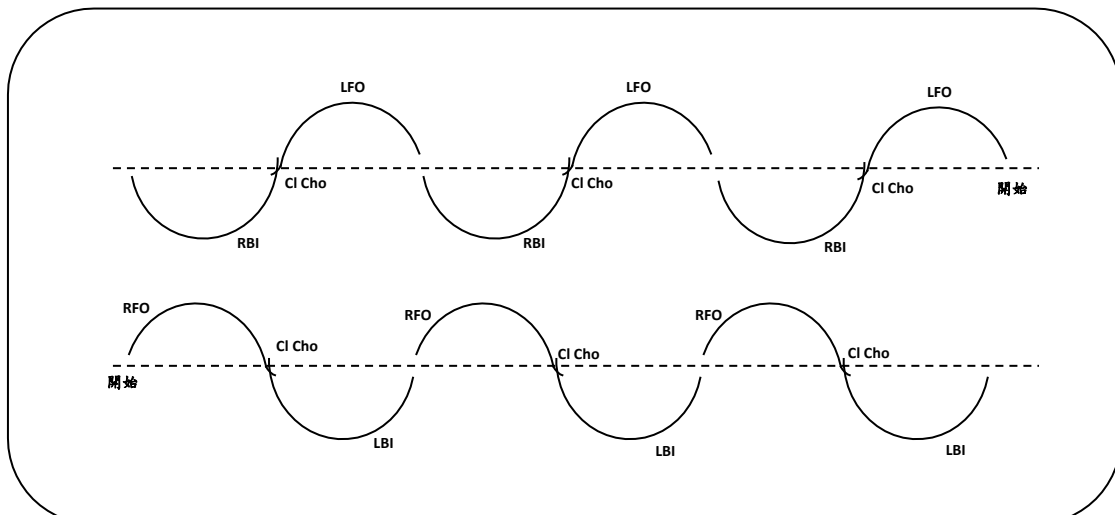 LFO LFO LFO
Cl Cho Cl Cho Cl Cho 開始
RBI RBI RBI
RFO RFO RFO
Cl Cho Cl Cho Cl Cho
開始
LBI LBI LBI